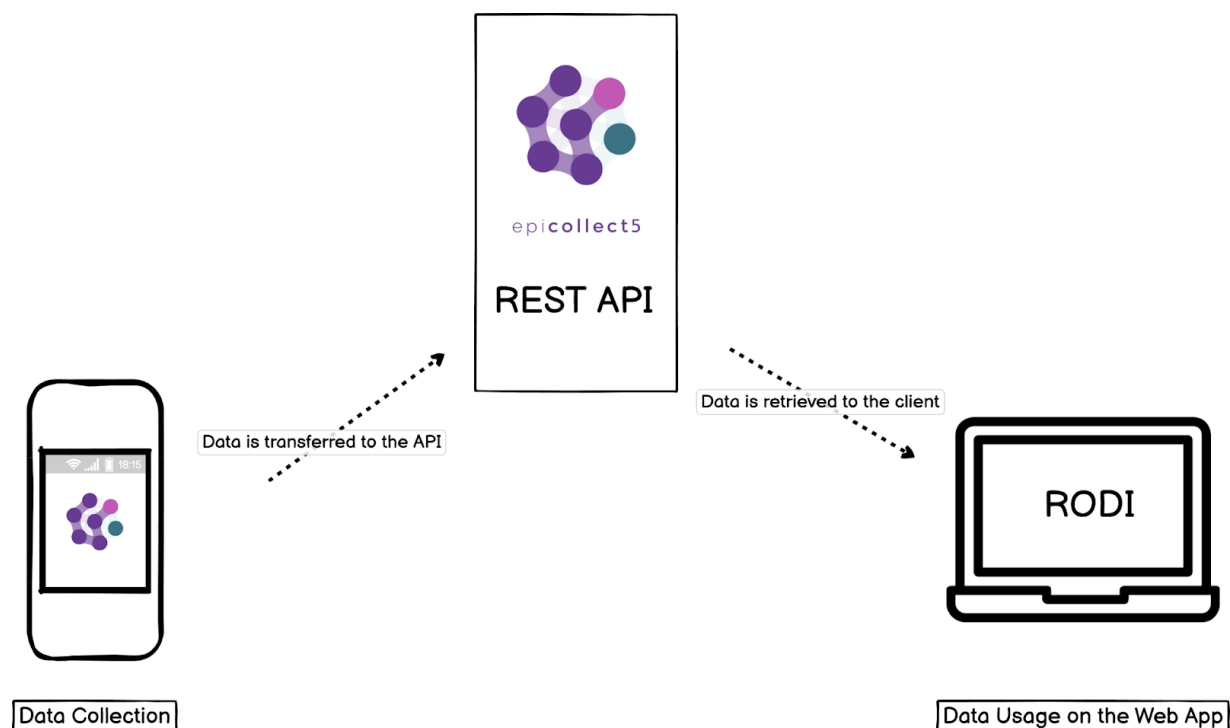 epicollect5
REST API
Data is transferred to the API
Data is retrieved to the client
18:15
RODI
Data Collection
Data Usage on the Web App